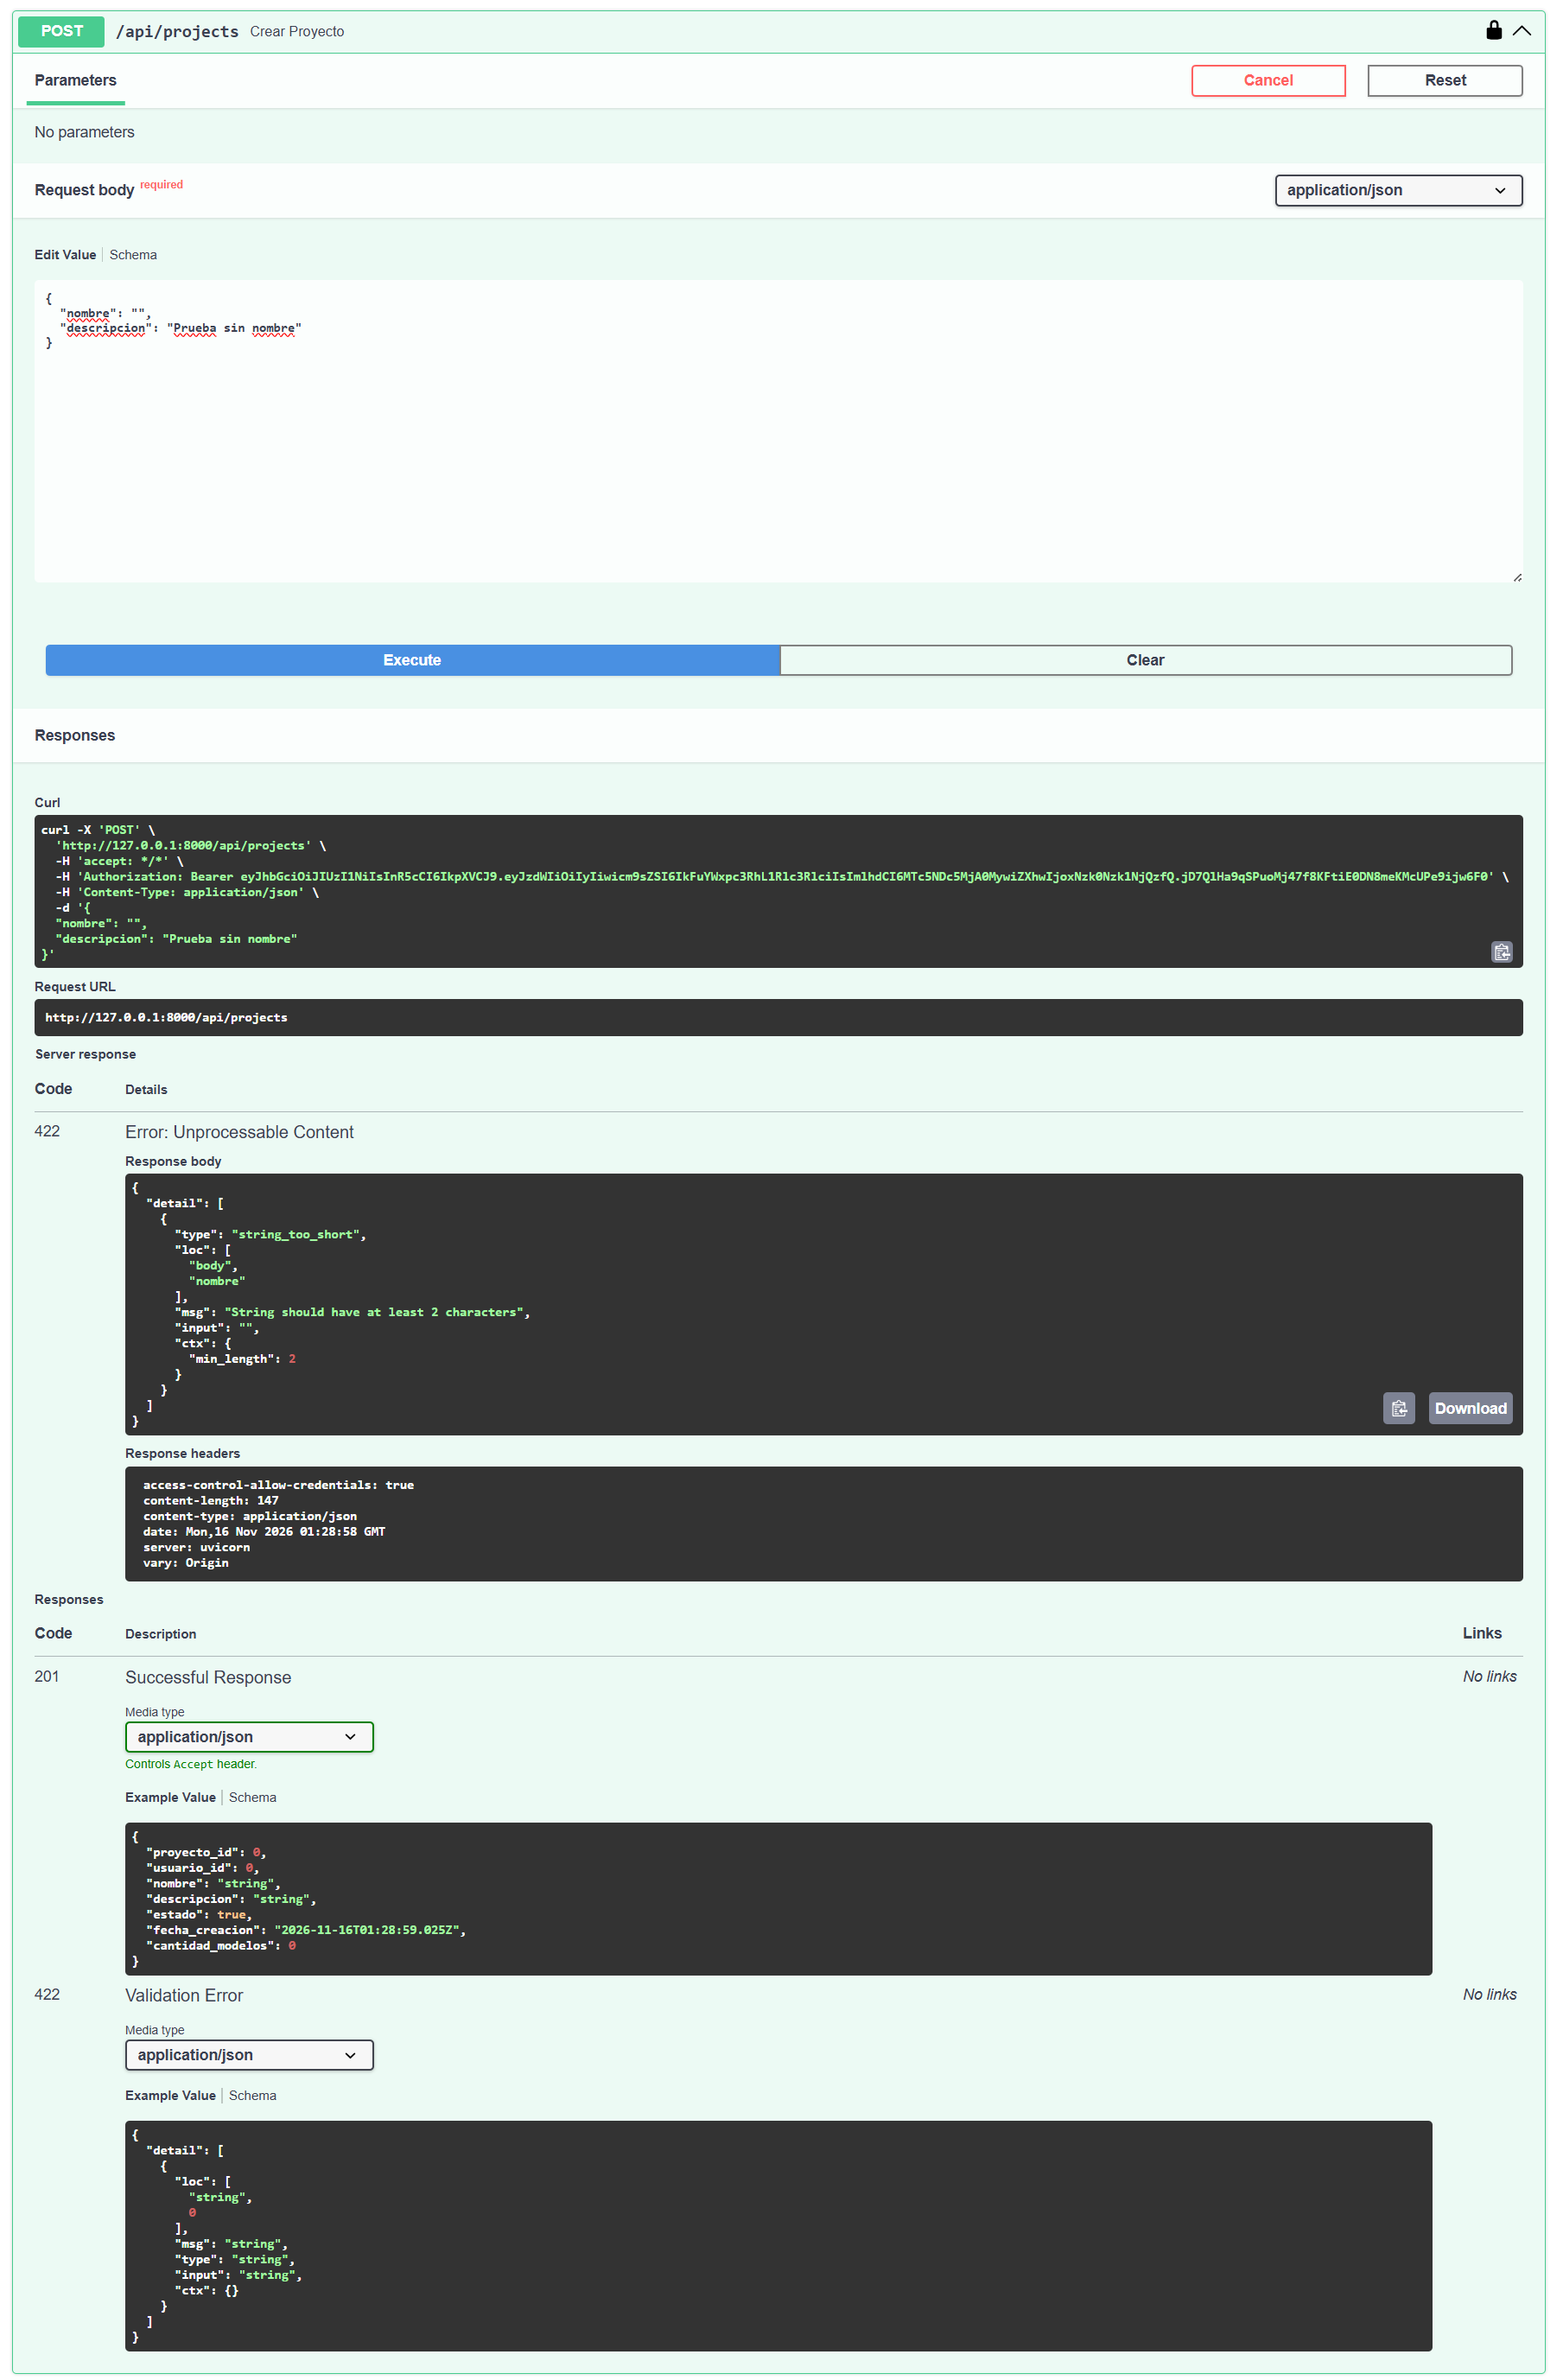 POST /api/projects Crear Proyecto
Parameters
Cancel
Reset
No parameters
Request body required
application/json
Edit Value | Schema
{
  "nombre": "",
  "descripcion": "Prueba sin nombre"
}
Execute
Clear
Responses
Curl
curl -X 'POST' \
  'http://127.0.0.1:8000/api/projects' \
  -H 'accept: */*' \
  -H 'Authorization: Bearer eyJhbGciOiJIUzI1NiIsInR5cCI6IkpXVCJ9.eyJzdWIiOiIyIiwicm9sZSI6IkFuYWxpc3RhL1Rlc3RlciIsImlhdCI6MTc5NDc5MjA0MywiZXhwIjoxNzk0Nzk1NjQzfQ.jD7QlHa9qSPuoMj47f8KFtiE0DN8meKMcUPe9ijw6F0' \
  -H 'Content-Type: application/json' \
  -d '{
  "nombre": "",
  "descripcion": "Prueba sin nombre"
}'
Request URL
http://127.0.0.1:8000/api/projects
Server response
Code Details
422 Error: Unprocessable Content
Response body
{
  "detail": [
    {
      "type": "string_too_short",
      "loc": [
        "body",
        "nombre"
      ],
      "msg": "String should have at least 2 characters",
      "input": "",
      "ctx": {
        "min_length": 2
      }
    }
  ]
}
Download
Response headers
access-control-allow-credentials: true
content-length: 147
content-type: application/json
date: Mon,16 Nov 2026 01:28:58 GMT
server: uvicorn
vary: Origin
Responses
Code Description Links
201 Successful Response No links
Media type
application/json
Controls Accept header.
Example Value | Schema
{
  "proyecto_id": 0,
  "usuario_id": 0,
  "nombre": "string",
  "descripcion": "string",
  "estado": true,
  "fecha_creacion": "2026-11-16T01:28:59.025Z",
  "cantidad_modelos": 0
}
422 Validation Error No links
Media type
application/json
Example Value | Schema
{
  "detail": [
    {
      "loc": [
        "string",
        0
      ],
      "msg": "string",
      "type": "string",
      "input": "string",
      "ctx": {}
    }
  ]
}